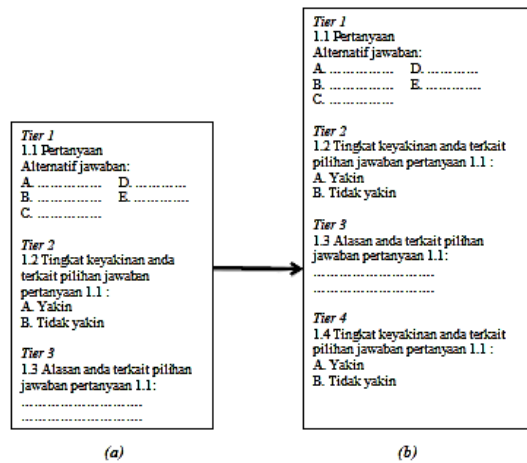 Tier 1
1.1 Pertanyaan
Alternatif jawaban:
A. ................ D. .............
B. ................ E. ..............
C. ................
Tier 2
1.2 Tingkat keyakinan anda
terkait pilihan jawaban
pertanyaan 1.1 :
A. Yakin
B. Tidak yakin
Tier 3
1.3 Alasan anda terkait pilihan
jawaban pertanyaan 1.1:
..............................
..............................
(a)
Tier 1
1.1 Pertanyaan
Alternatif jawaban:
A. ................ D. .............
B. ................ E. ..............
C. ................
Tier 2
1.2 Tingkat keyakinan anda terkait
pilihan jawaban pertanyaan 1.1 :
A. Yakin
B. Tidak yakin
Tier 3
1.3 Alasan anda terkait pilihan
jawaban pertanyaan 1.1:
..............................
..............................
Tier 4
1.4 Tingkat keyakinan anda terkait
pilihan jawaban pertanyaan 1.1 :
A. Yakin
B. Tidak yakin
(b)